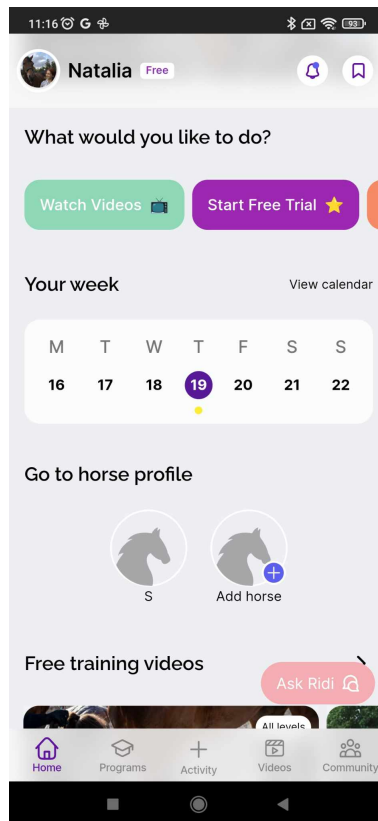 11:16
93
Natalia Free
What would you like to do?
Watch Videos
Start Free Trial
Your week
View calendar
M T W T F S S
16 17 18 19 20 21 22
Go to horse profile
S
Add horse
Free training videos
Ask Ridi
All levels
Home
Programs
Activity
Videos
Community